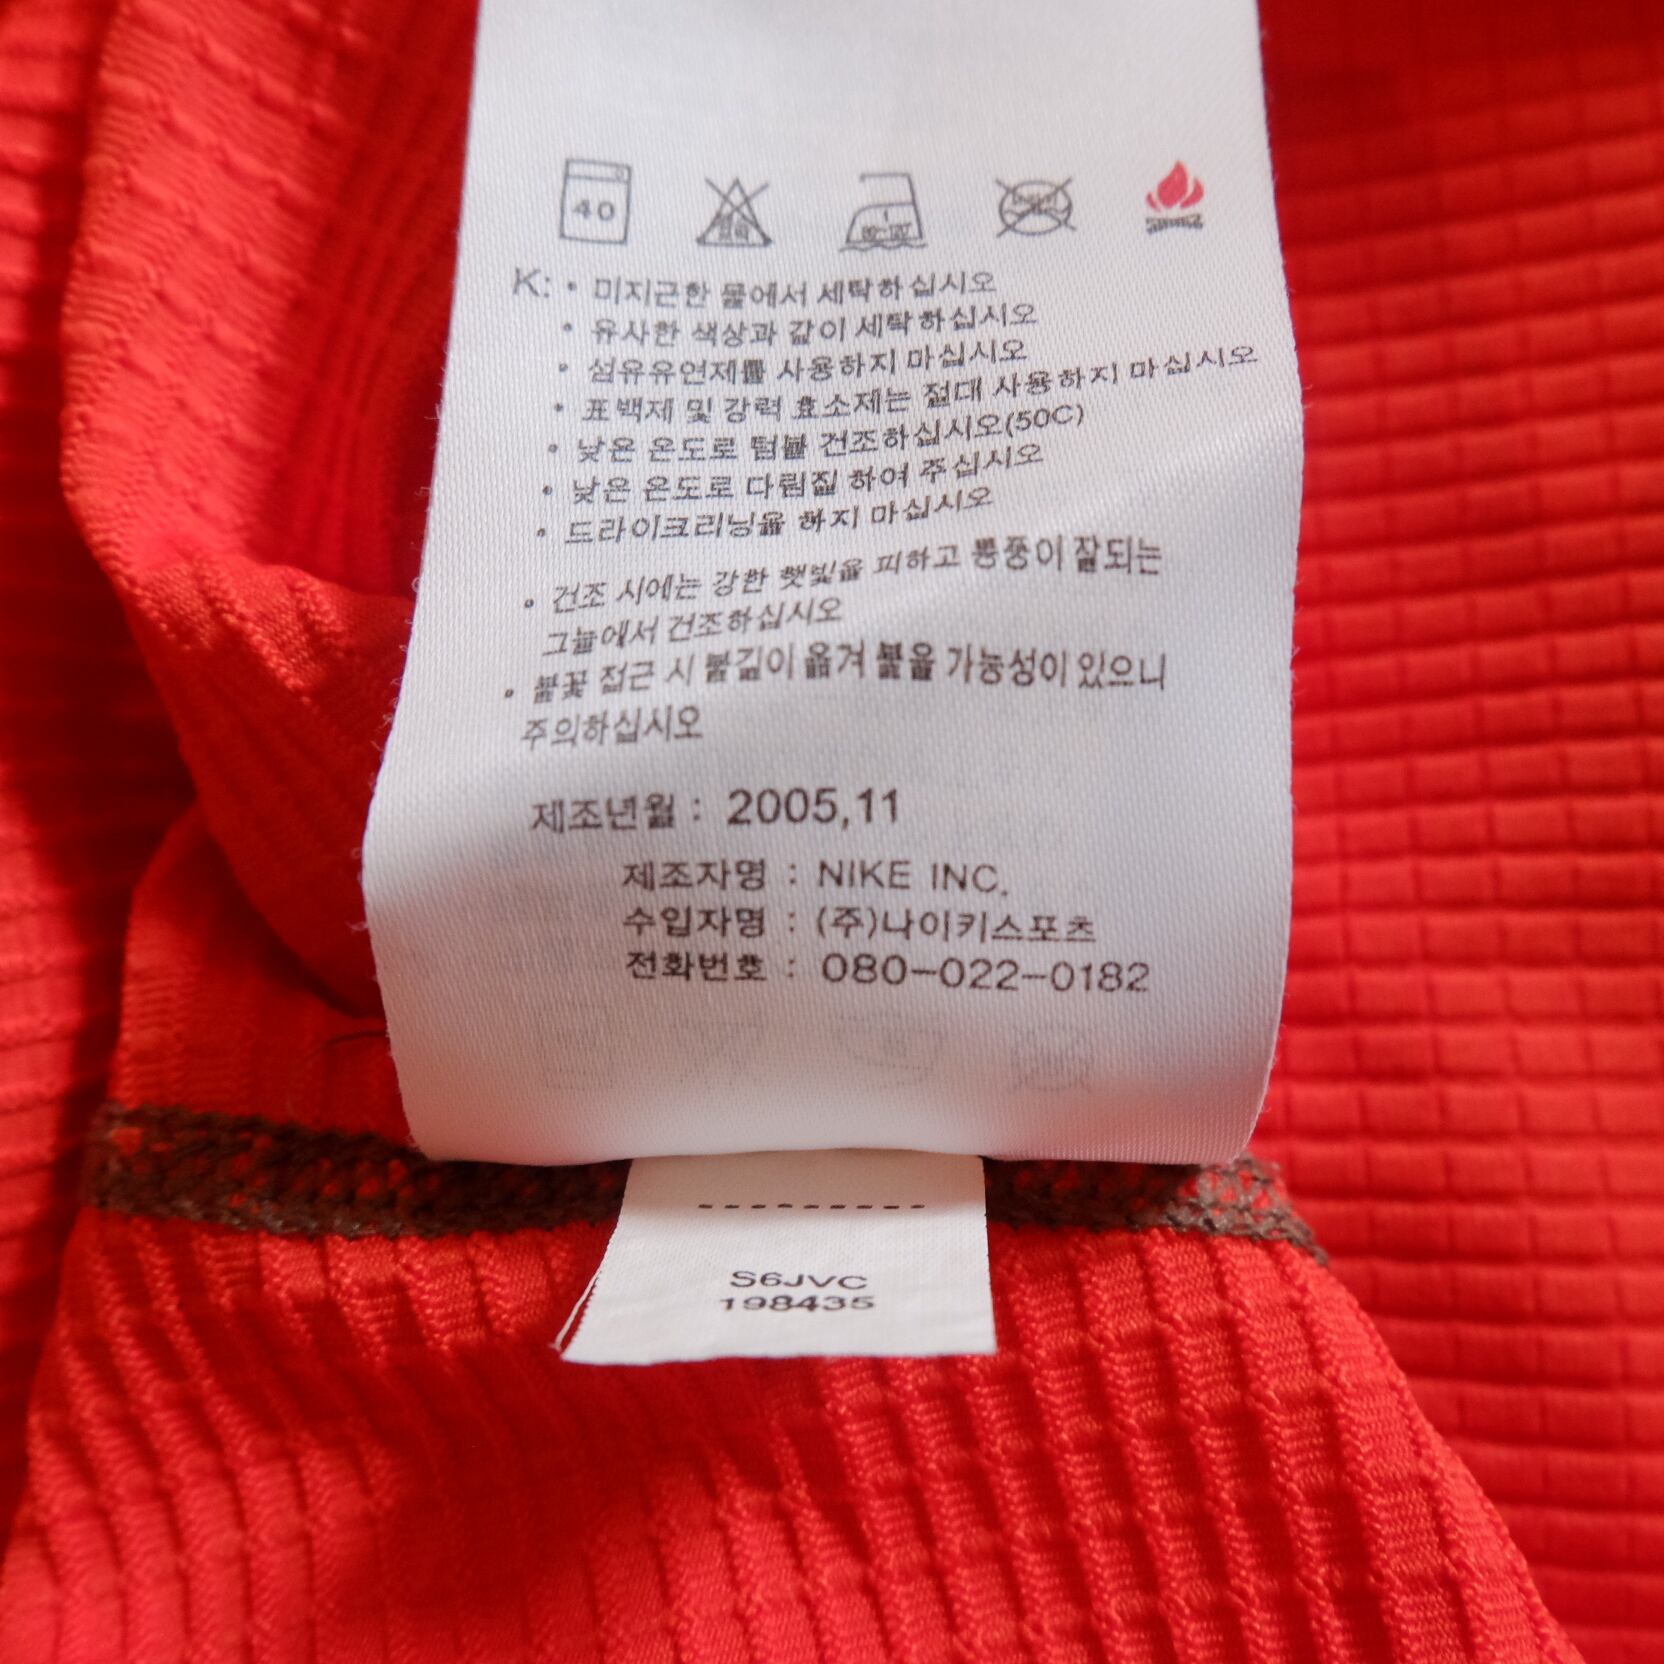 40
염소
80~120
드라이
K: • 미지근한 물에서 세탁하십시오
• 유사한 색상과 같이 세탁하십시오
• 섬유유연제를 사용하지 마십시오
• 표백제 및 강력 효소제는 절대 사용하지 마십시오
• 낮은 온도로 텀블 건조하십시오(50C)
• 낮은 온도로 다림질 하여 주십시오
• 드라이크리닝을 하지 마십시오
• 건조 시에는 강한 햇빛을 피하고 통풍이 잘되는
그늘에서 건조하십시오
• 불꽃 접근 시 불길이 옮겨 붙을 가능성이 있으니
주의하십시오
제조년월 : 2005,11
제조자명 : NIKE INC.
수입자명 : (주)나이키스포츠
전화번호 : 080-022-0182
S6JVC
198435